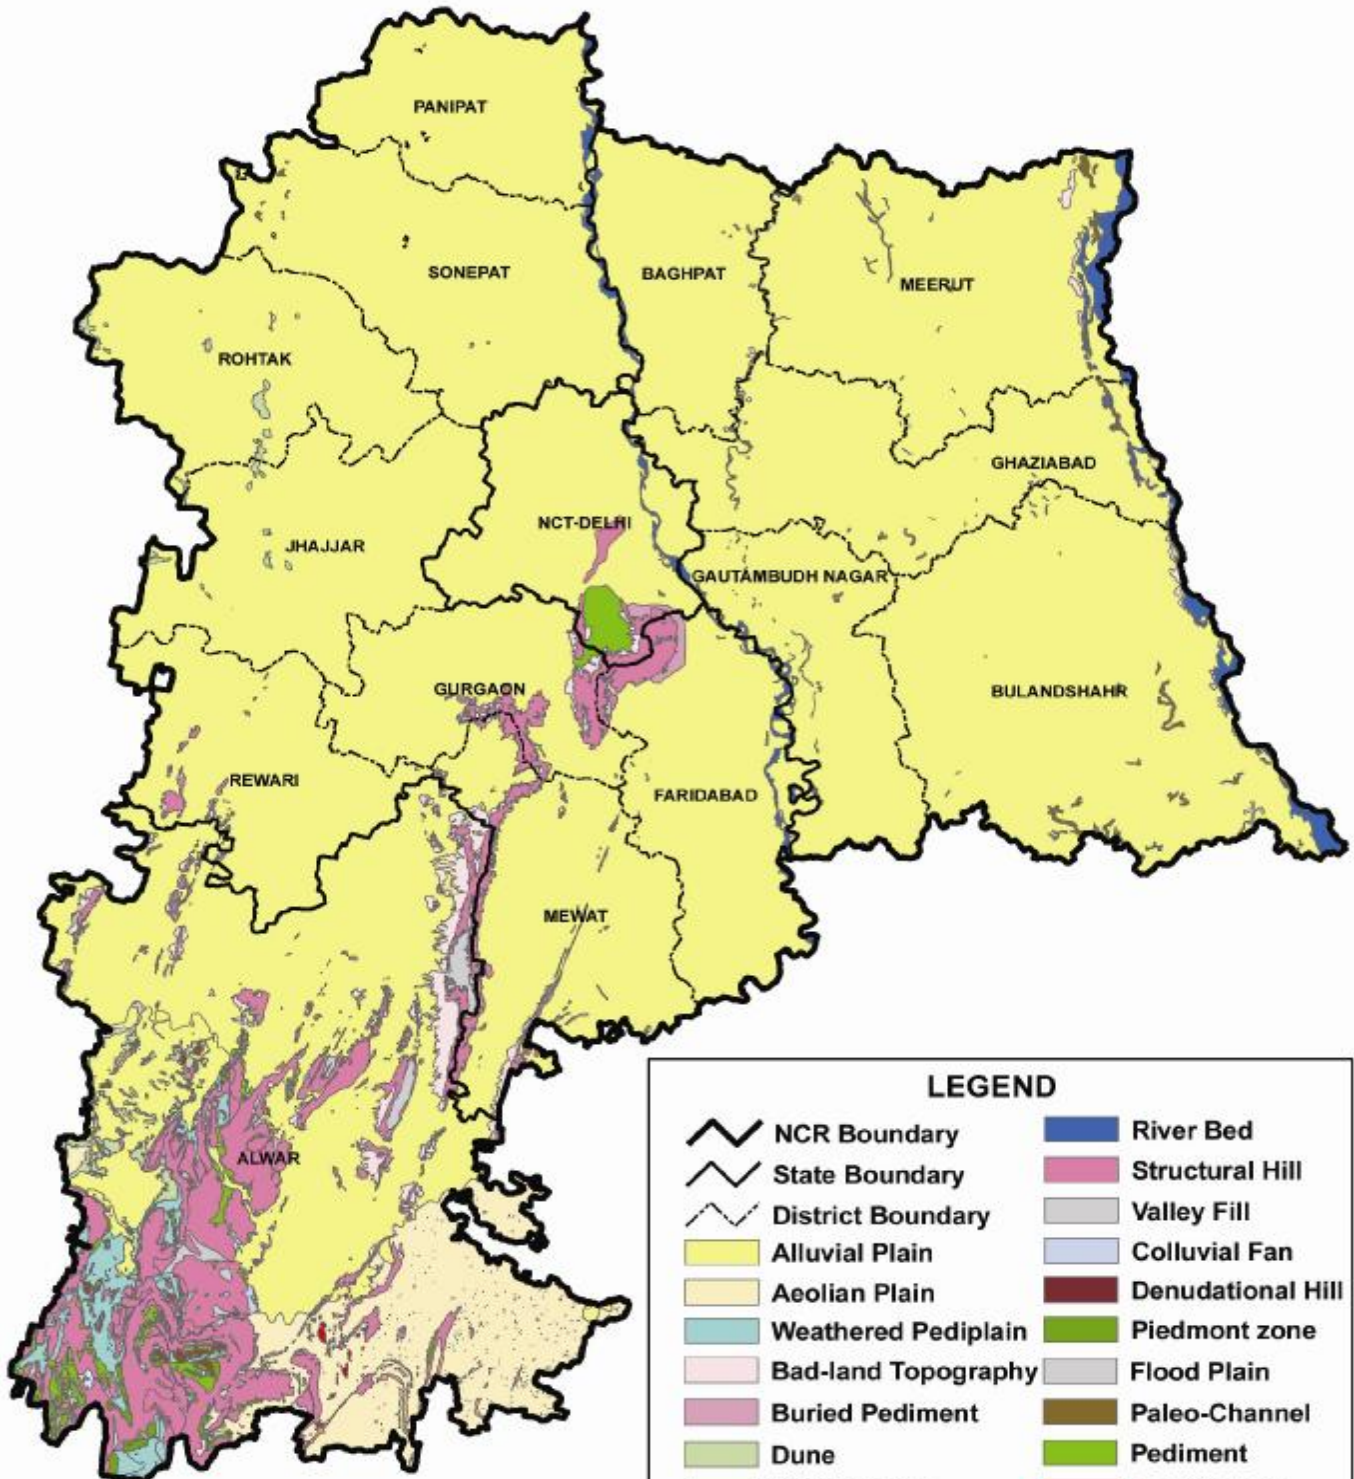 PANIPAT
SONEPAT
BAGHPAT
MEERUT
ROHTAK
GHAZIABAD
NCT-DELHI
JHAJJAR
GAUTAMBUDH NAGAR
GURGAON
BULANDSHAHR
REWARI
FARIDABAD
MEWAT
ALWAR
LEGEND
NCR Boundary
State Boundary
District Boundary
Alluvial Plain
Aeolian Plain
Weathered Pediplain
Bad-land Topography
Buried Pediment
Dune
River Bed
Structural Hill
Valley Fill
Colluvial Fan
Denudational Hill
Piedmont zone
Flood Plain
Paleo-Channel
Pediment